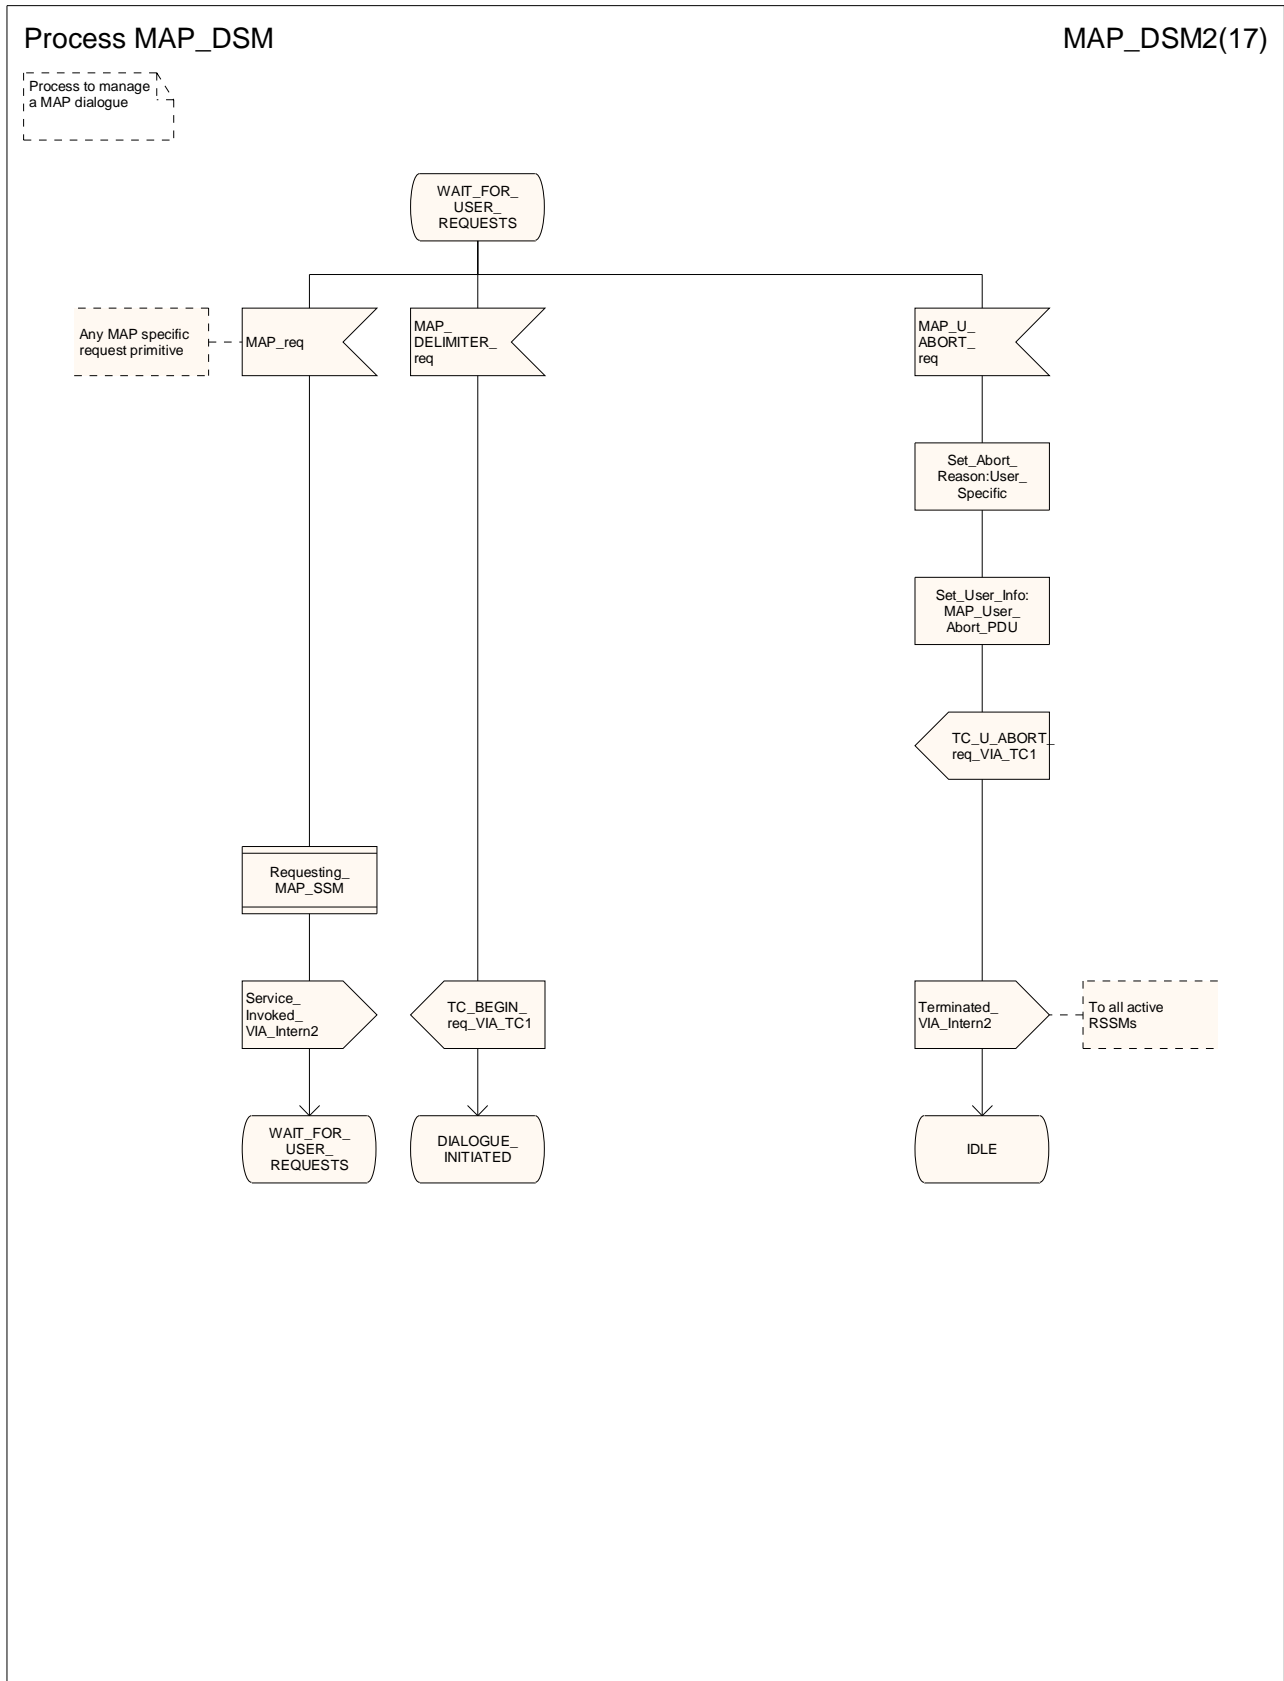 Process MAP_DSM
MAP_DSM2(17)
Process to manage
a MAP dialogue
WAIT_FOR_
USER_
REQUESTS
Any MAP specific
request primitive
MAP_req
MAP_
DELIMITER_
req
MAP_U_
ABORT_
req
Set_Abort_
Reason:User_
Specific
Set_User_Info:
MAP_User_
Abort_PDU
TC_U_ABORT_
req_VIA_TC1
Requesting_
MAP_SSM
Service_
Invoked_
VIA_Intern2
TC_BEGIN_
req_VIA_TC1
Terminated_
VIA_Intern2
To all active
RSSMs
WAIT_FOR_
USER_
REQUESTS
DIALOGUE_
INITIATED
IDLE